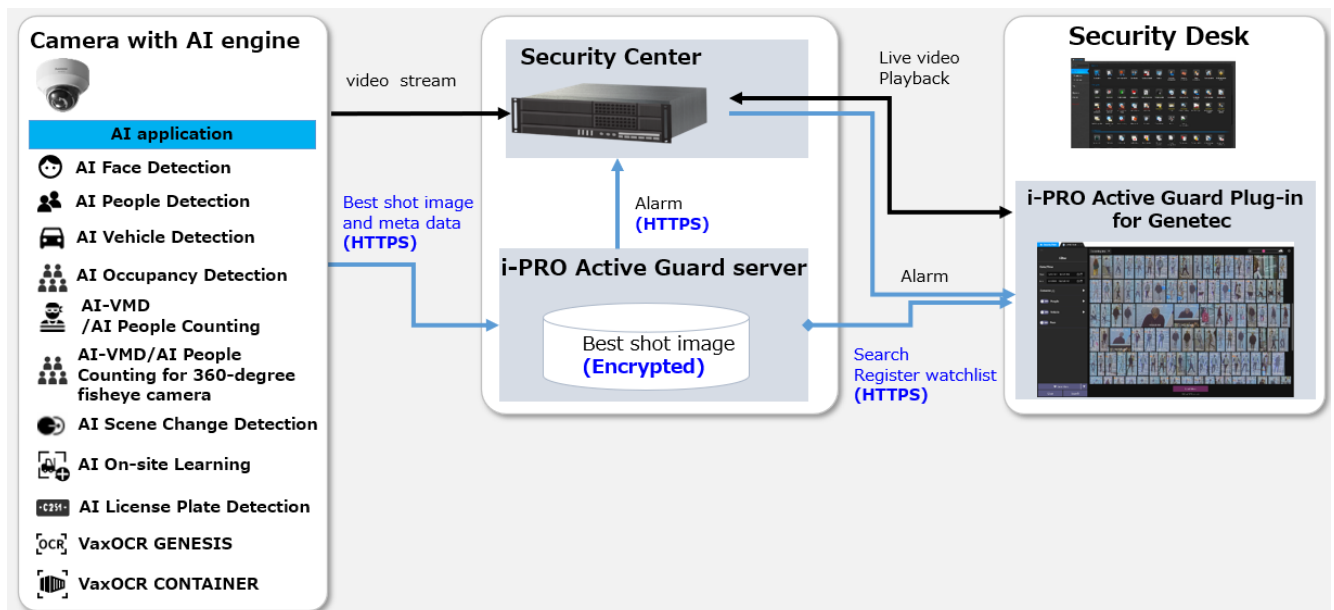 Camera with AI engine
AI application
AI Face Detection
AI People Detection
AI Vehicle Detection
AI Occupancy Detection
AI-VMD
/AI People Counting
AI-VMD/AI People
Counting for 360-degree
fisheye camera
AI Scene Change Detection
AI On-site Learning
-C251-
AI License Plate Detection
OCR
VaxOCR GENESIS
VaxOCR CONTAINER
video stream
Best shot image
and meta data
(HTTPS)
Security Center
Alarm
(HTTPS)
i-PRO Active Guard server
Best shot image
(Encrypted)
Live video
Playback
Alarm
Search
Register watchlist
(HTTPS)
Security Desk
i-PRO Active Guard Plug-in
for Genetec